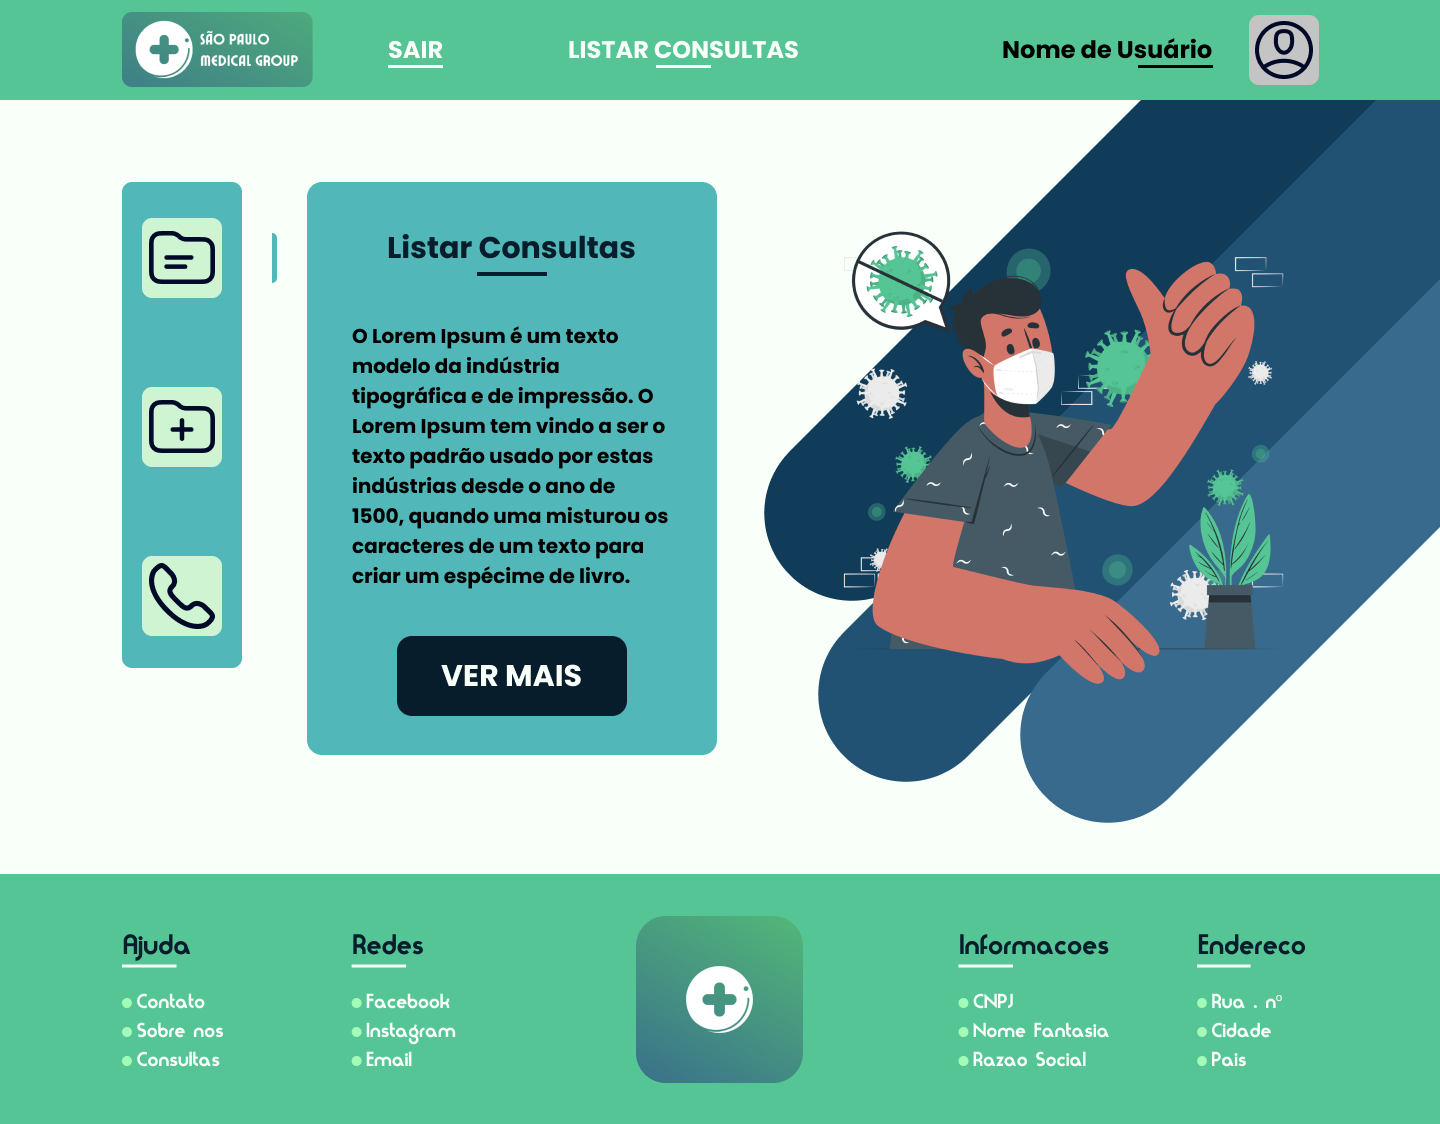 SÃO PAULO
MEDICAL GROUP
SAIR
LISTAR CONSULTAS
Nome de Usuário
Listar Consultas
O Lorem Ipsum é um texto
modelo da indústria
tipográfica e de impressão. O
Lorem Ipsum tem vindo a ser o
texto padrão usado por estas
indústrias desde o ano de
1500, quando uma misturou os
caracteres de um texto para
criar um espécime de livro.
VER MAIS
Ajuda
Contato
Sobre nos
Consultas
Redes
Facebook
Instagram
Email
Informacoes
CNPJ
Nome Fantasia
Razao Social
Endereco
Rua . nº
Cidade
Pais